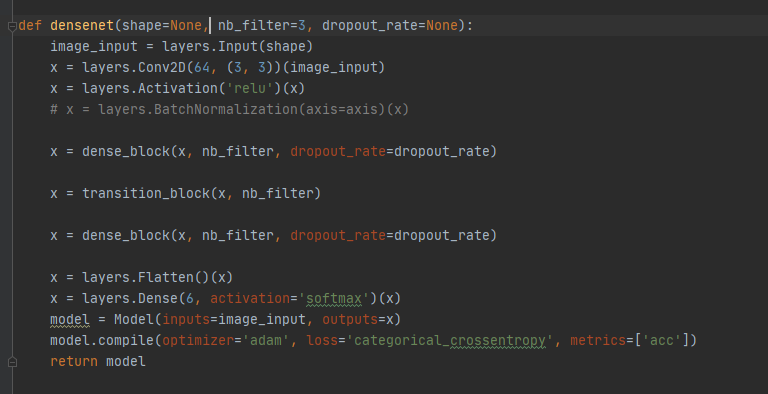 def densenet(shape=None, nb_filter=3, dropout_rate=None):
    image_input = layers.Input(shape)
    x = layers.Conv2D(64, (3, 3))(image_input)
    x = layers.Activation('relu')(x)
    # x = layers.BatchNormalization(axis=axis)(x)
    x = dense_block(x, nb_filter, dropout_rate=dropout_rate)
    x = transition_block(x, nb_filter)
    x = dense_block(x, nb_filter, dropout_rate=dropout_rate)
    x = layers.Flatten()(x)
    x = layers.Dense(6, activation='softmax')(x)
    model = Model(inputs=image_input, outputs=x)
    model.compile(optimizer='adam', loss='categorical_crossentropy', metrics=['acc'])
    return model